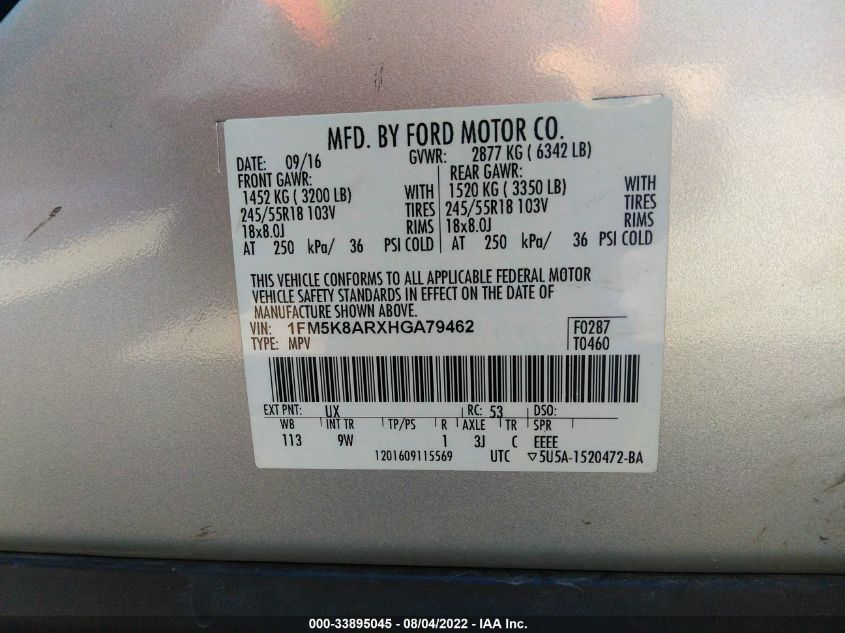 MFD. BY FORD MOTOR CO.
DATE: 09/16 GVWR: 2877 KG ( 6342 LB)
FRONT GAWR: REAR GAWR:
1452 KG ( 3200 LB) WITH 1520 KG ( 3350 LB) WITH
245/55R18 103V TIRES 245/55R18 103V TIRES
18x8.0J RIMS 18x8.0J RIMS
AT 250 kPa/ 36 PSI COLD AT 250 kPa/ 36 PSI COLD
THIS VEHICLE CONFORMS TO ALL APPLICABLE FEDERAL MOTOR
VEHICLE SAFETY STANDARDS IN EFFECT ON THE DATE OF
MANUFACTURE SHOWN ABOVE.
VIN: 1FM5K8ARXHGA79462 F0287
TYPE: MPV T0460
EXT PNT: UX RC: 53 DSO:
WB INT TR TP/PS R AXLE TR SPR
113 9W 1 3J C EEEE
1201609115569 UTC ▽5U5A-1520472-BA
000-33895045 - 08/04/2022 - IAA Inc.